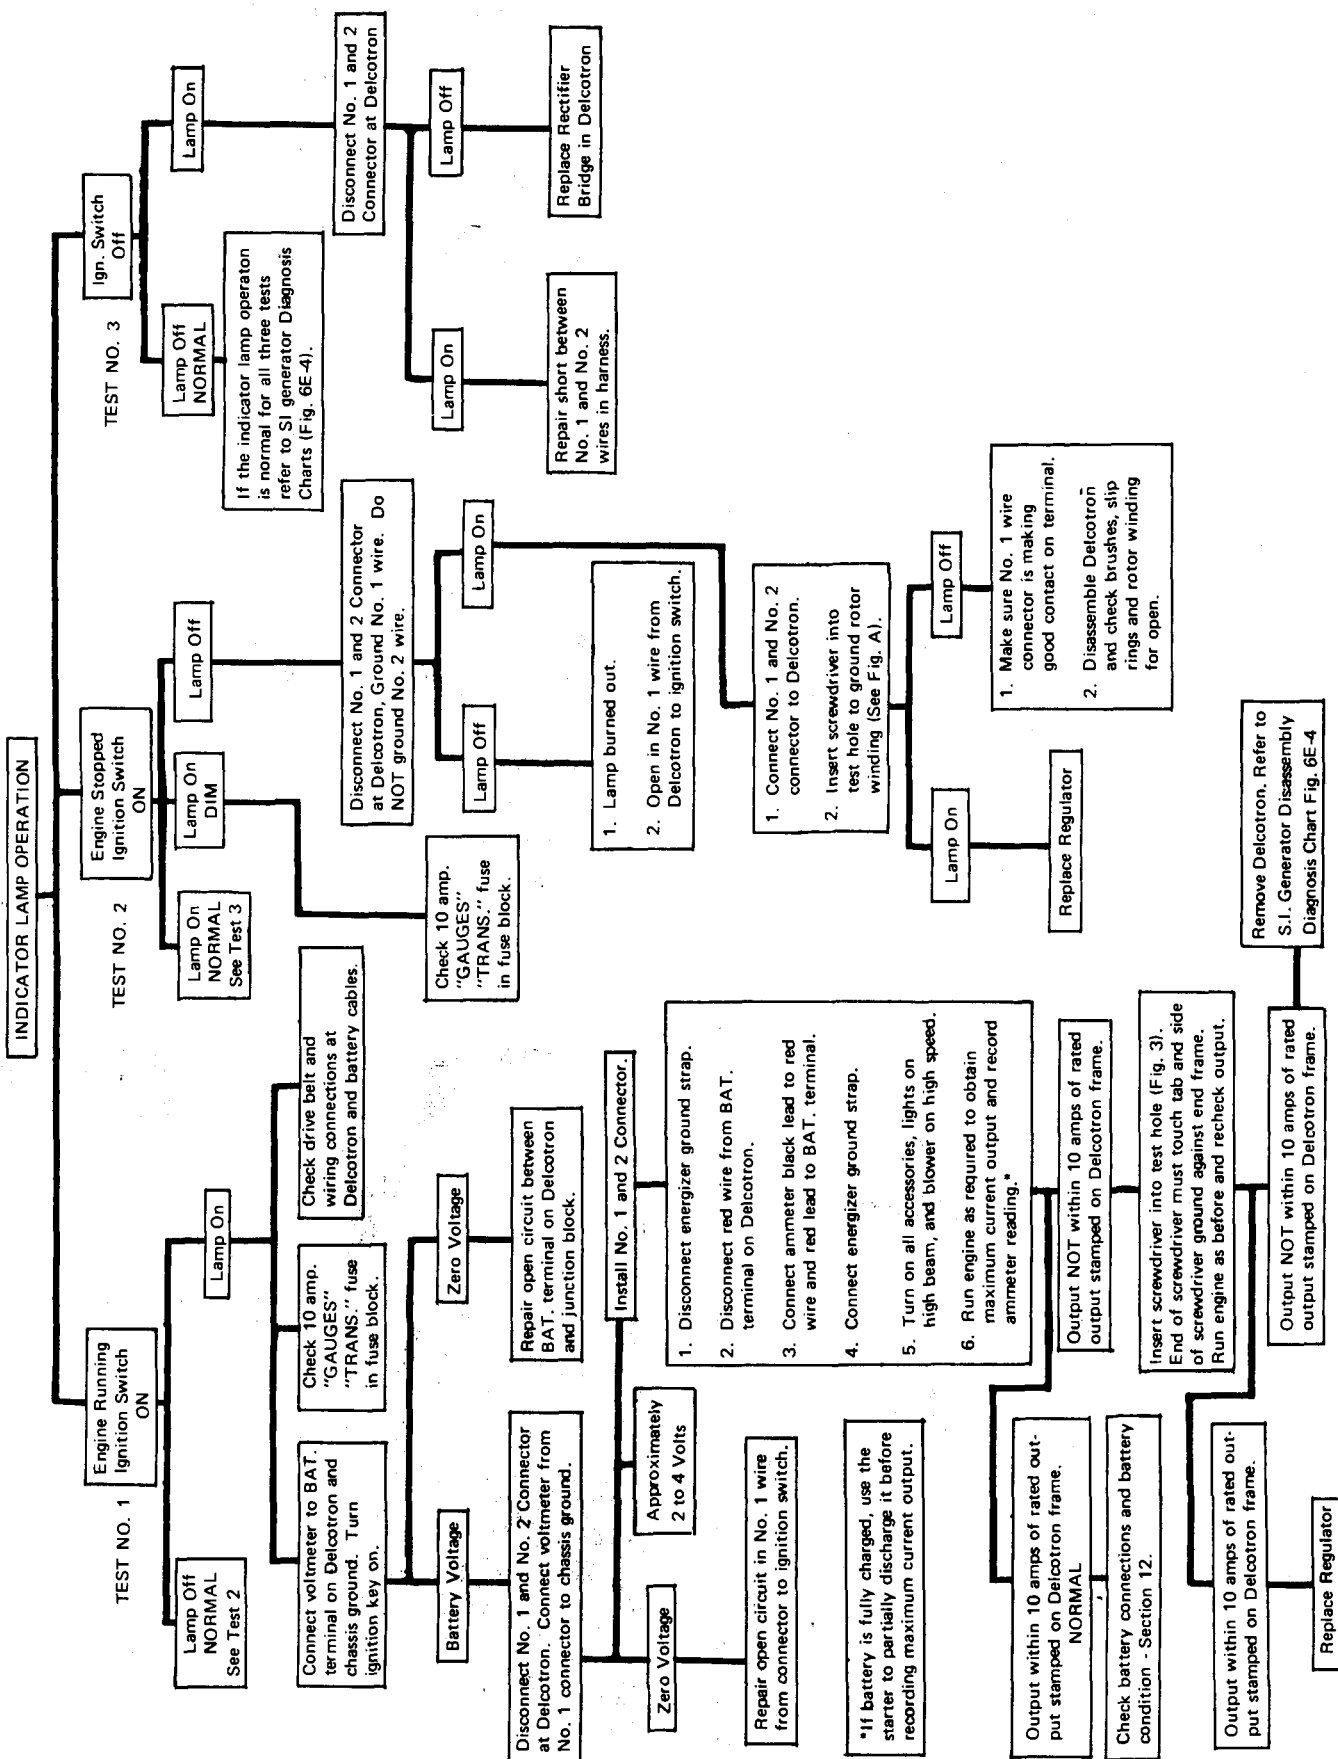 INDICATOR LAMP OPERATION
TEST NO. 1
Engine Running
Ignition Switch
ON
Lamp Off
NORMAL
See Test 2
Lamp On
Connect voltmeter to BAT.
terminal on Delcotron and
chassis ground. Turn
ignition key on.
Check 10 amp.
"GAUGES"
"TRANS." fuse
in fuse block.
Check drive belt and
wiring connections at
Delcotron and battery cables.
Battery Voltage
Zero Voltage
Disconnect No. 1 and No. 2 Connector
at Delcotron. Connect voltmeter from
No. 1 connector to chassis ground.
Repair open circuit between
BAT. terminal on Delcotron
and junction block.
Zero Voltage
Approximately
2 to 4 Volts
Install No. 1 and 2 Connector.
Repair open circuit in No. 1 wire
from connector to ignition switch.
1. Disconnect energizer ground strap.
2. Disconnect red wire from BAT.
terminal on Delcotron.
3. Connect ammeter black lead to red
wire and red lead to BAT. terminal.
4. Connect energizer ground strap.
5. Turn on all accessories, lights on
high beam, and blower on high speed.
6. Run engine as required to obtain
maximum current output and record
ammeter reading.*
*If battery is fully charged, use the
starter to partially discharge it before
recording maximum current output.
Output within 10 amps of rated out-
put stamped on Delcotron frame.
NORMAL
Check battery connections and battery
condition - Section 12.
Output NOT within 10 amps of rated
output stamped on Delcotron frame.
Insert screwdriver into test hole (Fig. 3).
End of screwdriver must touch tab and side
of screwdriver ground against end frame.
Run engine as before and recheck output.
Output within 10 amps of rated out-
put stamped on Delcotron frame.
Replace Regulator
Output NOT within 10 amps of rated
output stamped on Delcotron frame.
Remove Delcotron. Refer to
S.I. Generator Disassembly
Diagnosis Chart Fig. 6E-4
TEST NO. 2
Engine Stopped
Ignition Switch
ON
Lamp On
NORMAL
See Test 3
Lamp On
DIM
Lamp Off
Check 10 amp.
"GAUGES"
"TRANS." fuse
in fuse block.
Disconnect No. 1 and 2 Connector
at Delcotron, Ground No. 1 wire. Do
NOT ground No. 2 wire.
Lamp Off
Lamp On
1. Lamp burned out.
2. Open in No. 1 wire from
Delcotron to ignition switch.
1. Connect No. 1 and No. 2
connector to Delcotron.
2. Insert screwdriver into
test hole to ground rotor
winding (See Fig. A).
Lamp On
Lamp Off
Replace Regulator
1. Make sure No. 1 wire
connector is making
good contact on terminal.
2. Disassemble Delcotron
and check brushes, slip
rings and rotor winding
for open.
TEST NO. 3
Ign. Switch
Off
Lamp Off
NORMAL
Lamp On
If the indicator lamp operaton
is normal for all three tests
refer to SI generator Diagnosis
Charts (Fig. 6E-4).
Disconnect No. 1 and 2
Connector at Delcotron
Lamp On
Lamp Off
Repair short between
No. 1 and No. 2
wires in harness.
Replace Rectifier
Bridge in Delcotron